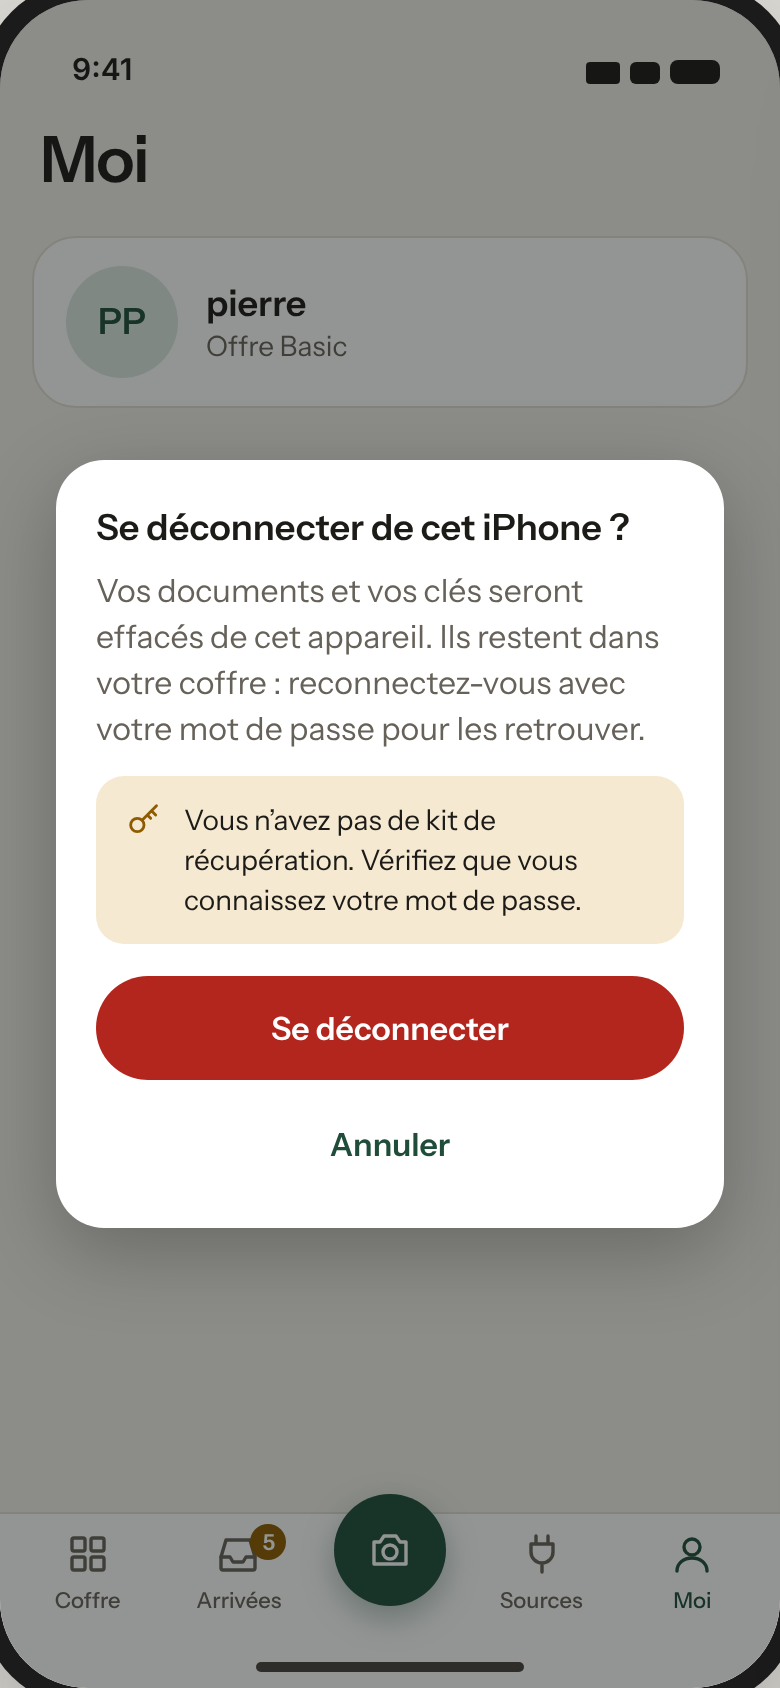 9:41
Moi
PP
pierre
Offre Basic
Se déconnecter de cet iPhone ?
Vos documents et vos clés seront
effacés de cet appareil. Ils restent dans
votre coffre : reconnectez-vous avec
votre mot de passe pour les retrouver.
Vous n’avez pas de kit de
récupération. Vérifiez que vous
connaissez votre mot de passe.
Se déconnecter
Annuler
5
Coffre
Arrivées
Sources
Moi